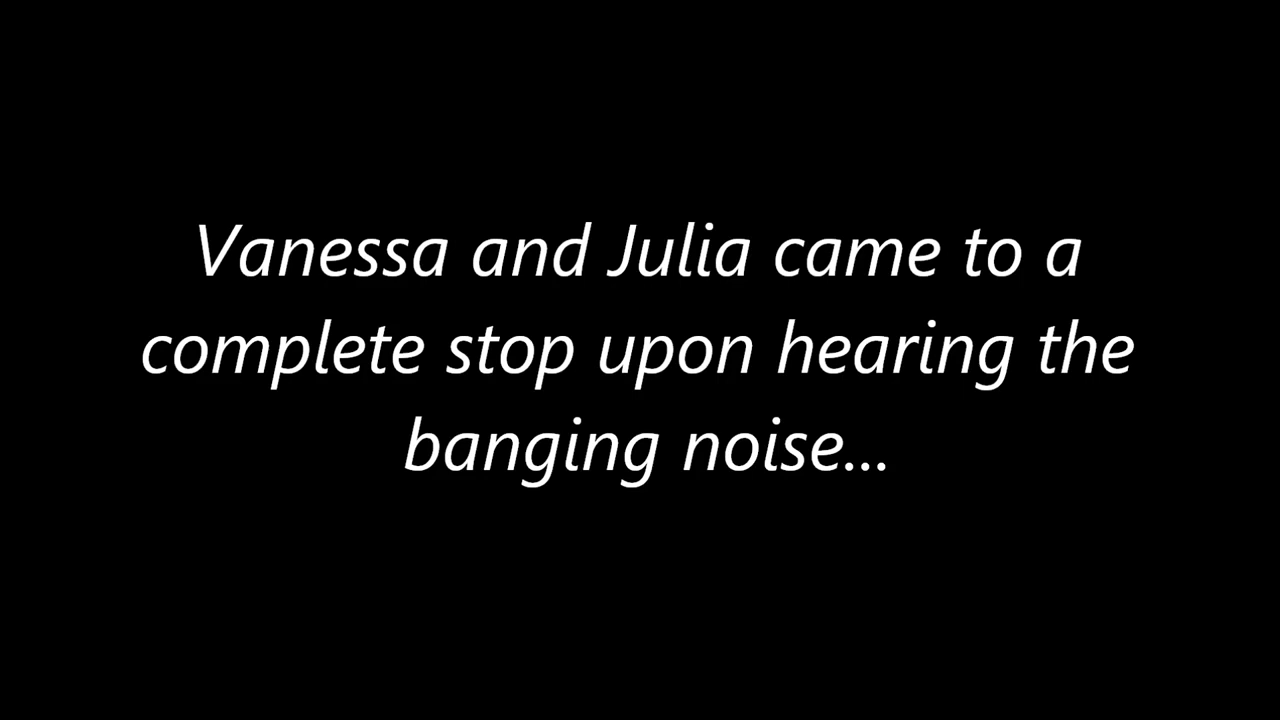 Vanessa and Julia came to a
complete stop upon hearing the
banging noise...